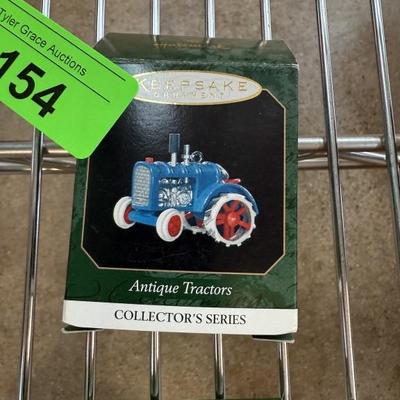 Tyler Grace Auctions
154
KEEPSAKE
ORNAMENT
Antique Tractors
COLLECTOR'S SERIES